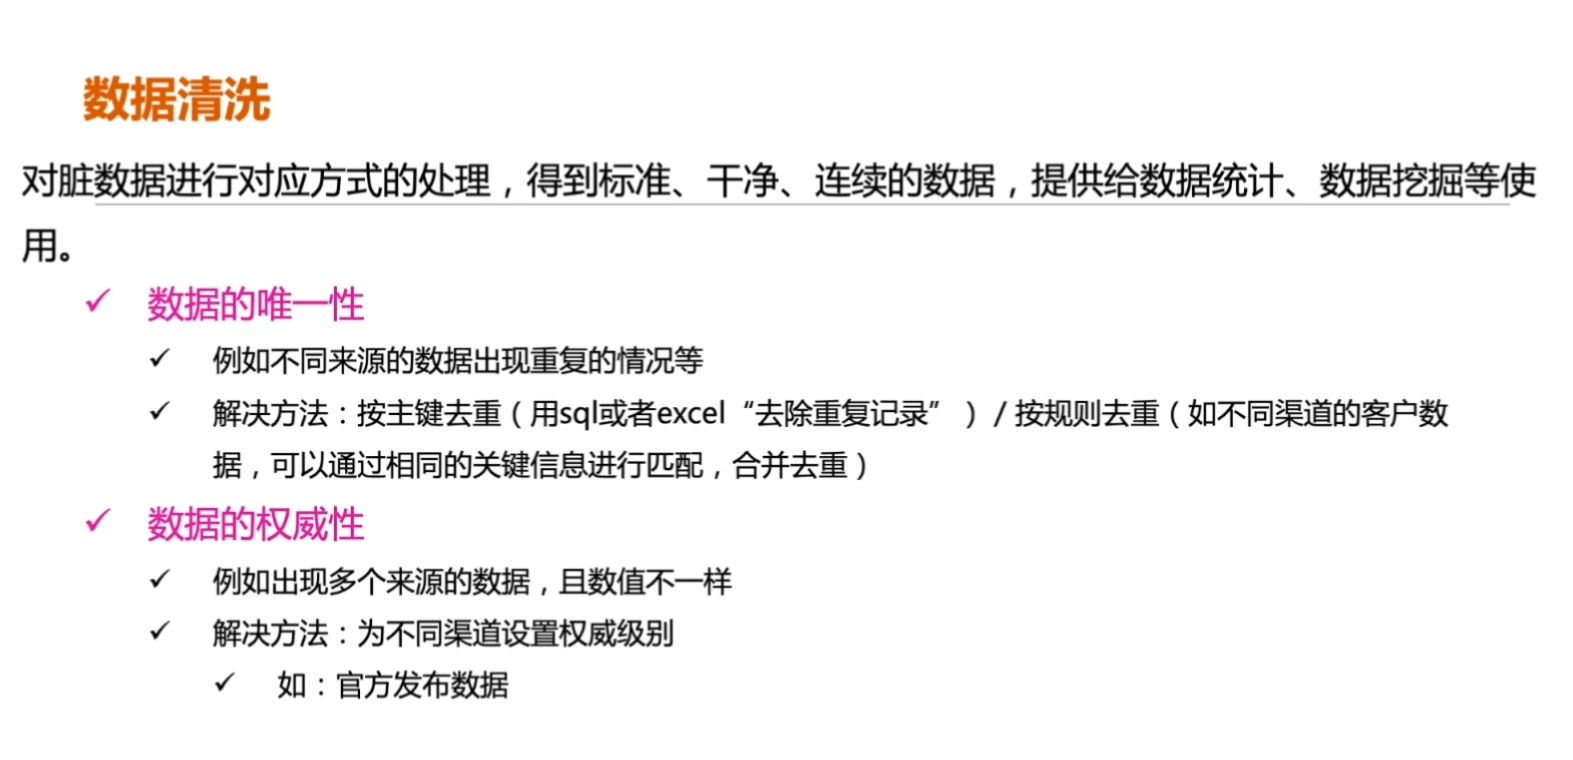 数据清洗
对脏数据进行对应方式的处理，得到标准、干净、连续的数据，提供给数据统计、数据挖掘等使
用。
✓ 数据的唯一性
✓ 例如不同来源的数据出现重复的情况等
✓ 解决方法：按主键去重（用sql或者excel“去除重复记录”）/ 按规则去重（如不同渠道的客户数
据，可以通过相同的关键信息进行匹配，合并去重）
✓ 数据的权威性
✓ 例如出现多个来源的数据，且数值不一样
✓ 解决方法：为不同渠道设置权威级别
✓ 如：官方发布数据